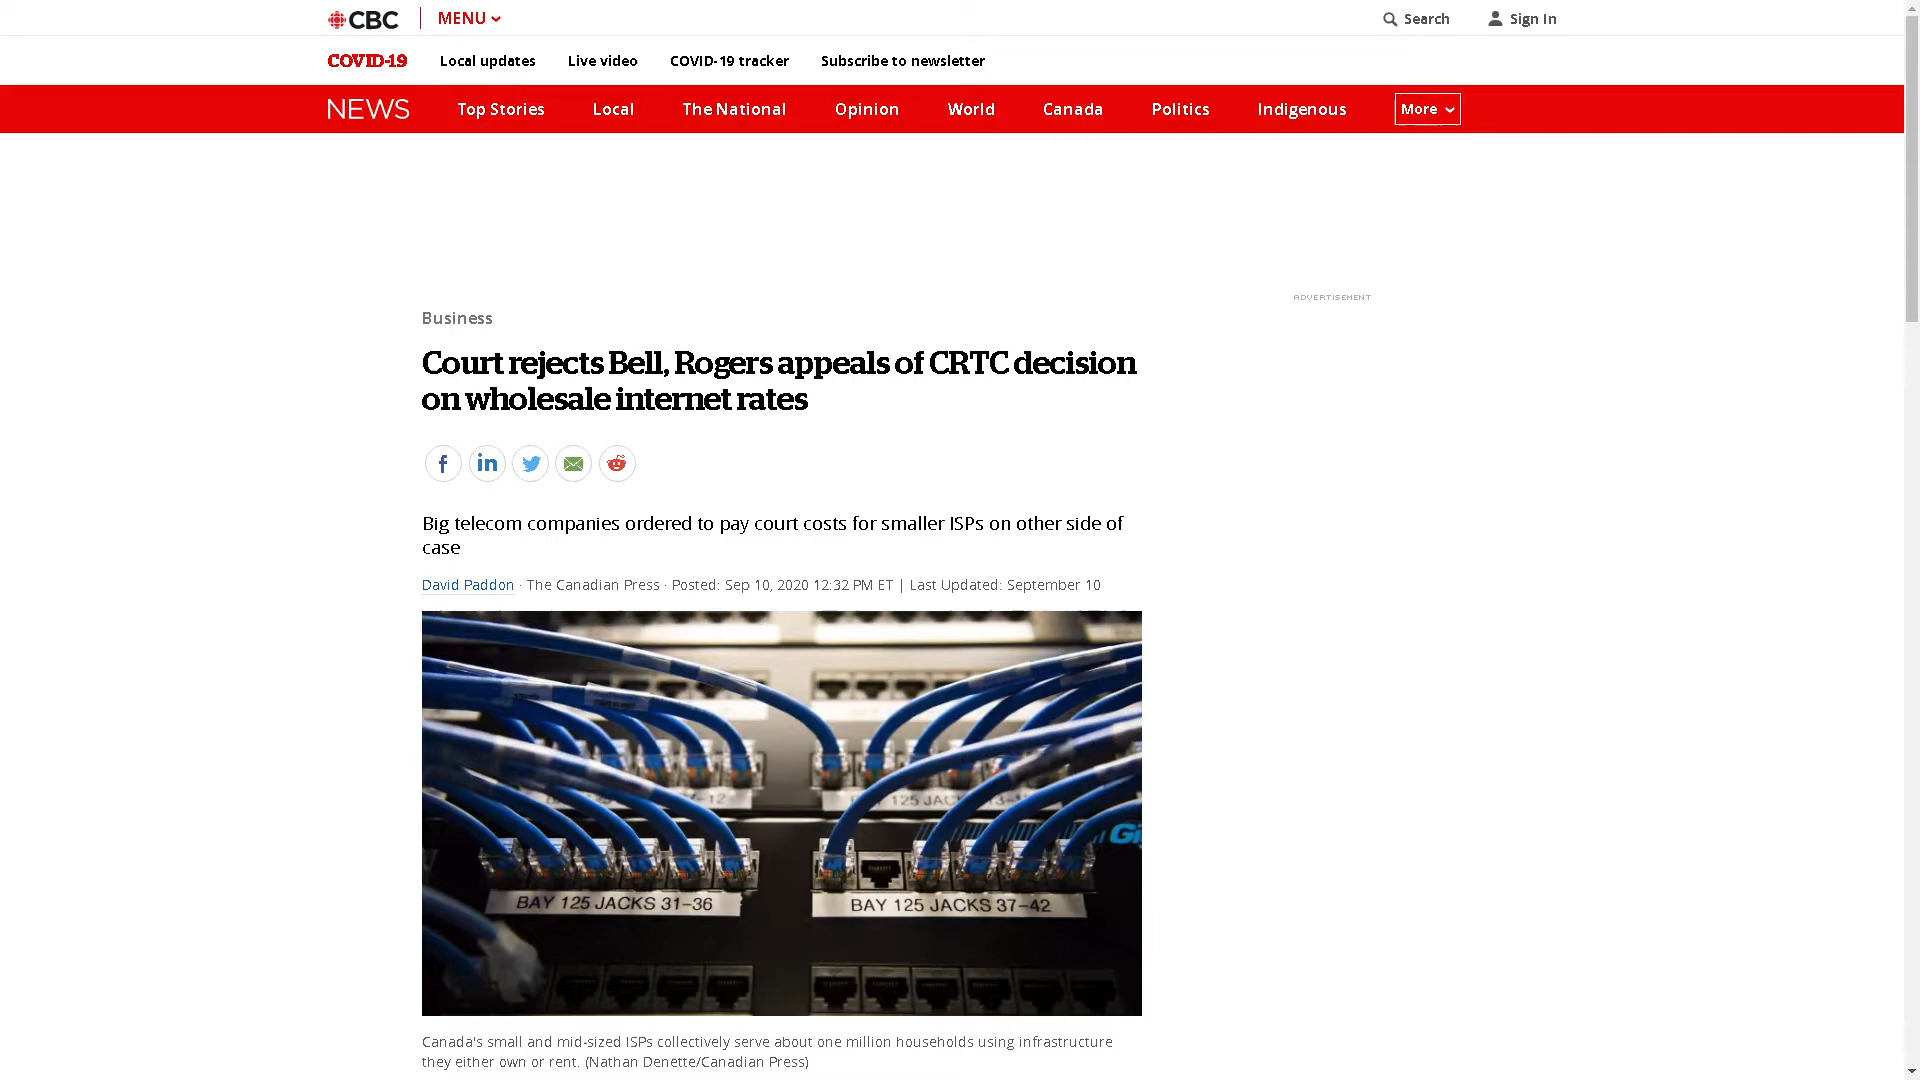 CBC
MENU
Search
Sign In
COVID-19
Local updates
Live video
COVID-19 tracker
Subscribe to newsletter
NEWS
Top Stories
Local
The National
Opinion
World
Canada
Politics
Indigenous
More
ADVERTISEMENT
Business
Court rejects Bell, Rogers appeals of CRTC decision
on wholesale internet rates
Big telecom companies ordered to pay court costs for smaller ISPs on other side of
case
David Paddon · The Canadian Press · Posted: Sep 10, 2020 12:32 PM ET | Last Updated: September 10
BAY 125 JACKS 31-36
BAY 125 JACKS 37-42
Canada's small and mid-sized ISPs collectively serve about one million households using infrastructure
they either own or rent. (Nathan Denette/Canadian Press)